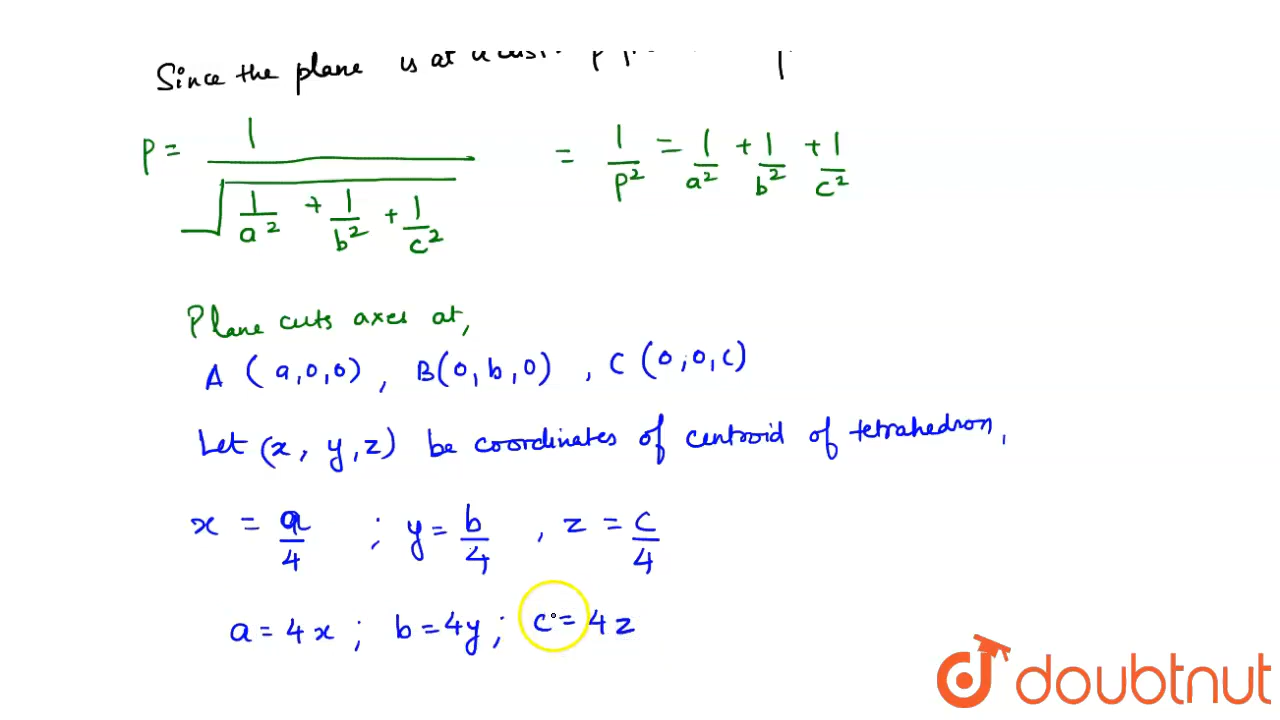 Since the plane is at a dist. p
P = 1 / √(1/a² + 1/b² + 1/c²) = 1/P² = 1/a² + 1/b² + 1/c²
Plane cuts axes at,
A (a,0,0), B(0,b,0), C (0,0,c)
Let (x, y, z) be coordinates of centroid of tetrahedron,
x = a/4 ; y = b/4 , z = c/4
a = 4x ; b = 4y ; c = 4z
doubtnut